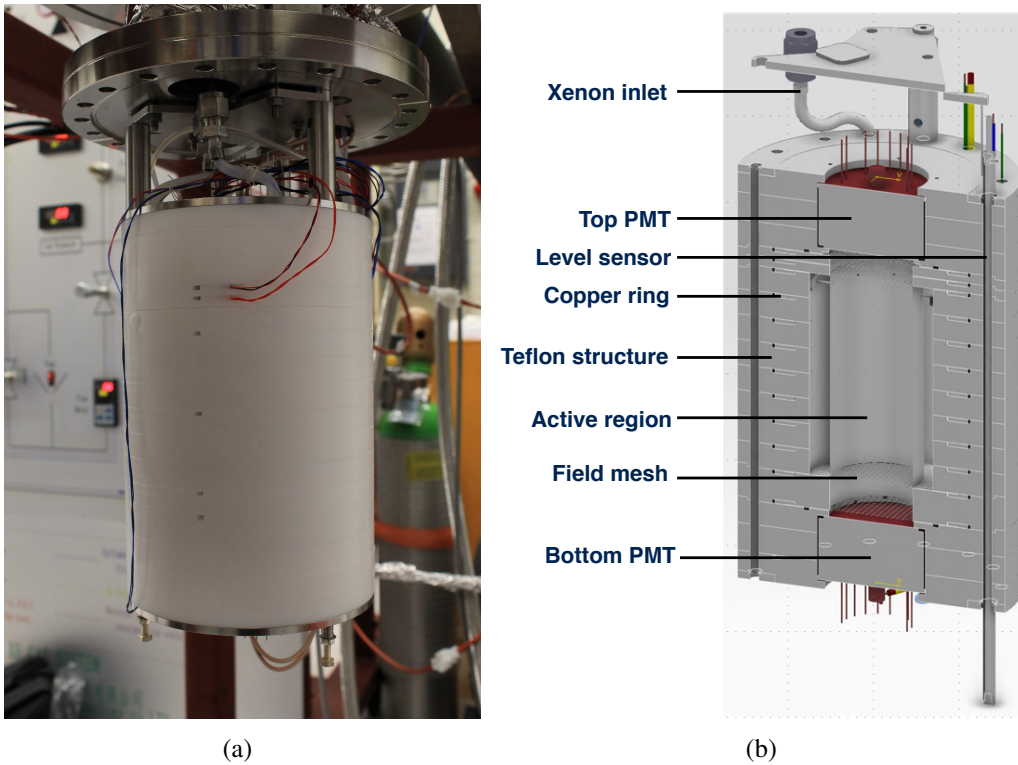 Xenon inlet
Top PMT
Level sensor
Copper ring
Teflon structure
Active region
Field mesh
Bottom PMT
(a)
(b)